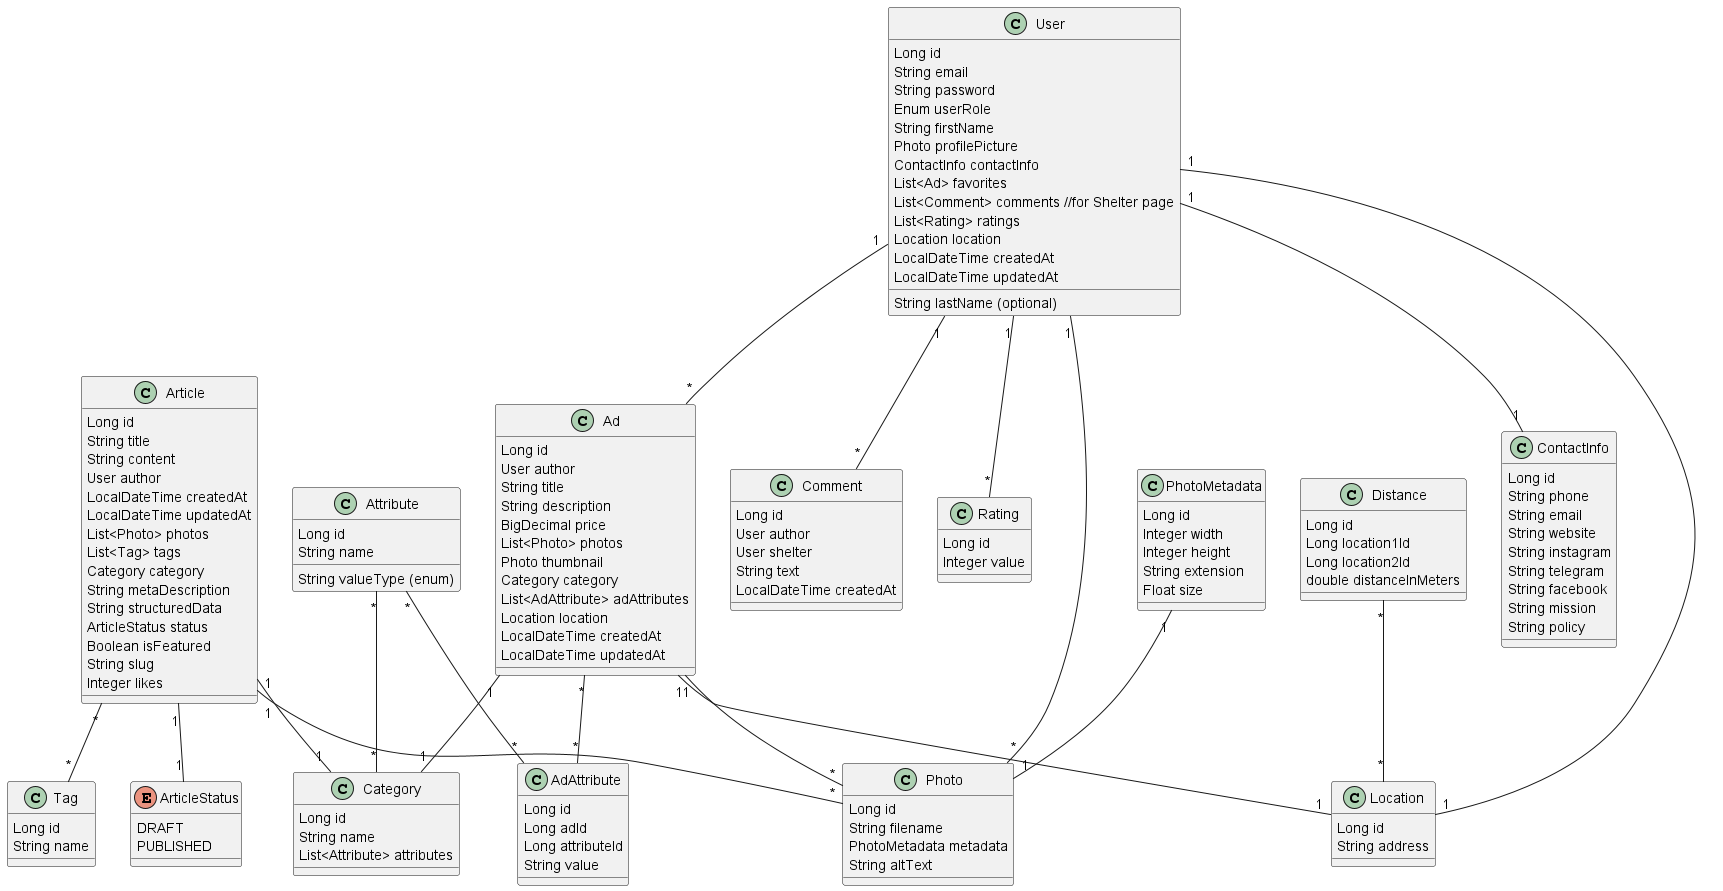 C User
Long id
String email
String password
Enum userRole
String firstName
Photo profilePicture
ContactInfo contactInfo
List<Ad> favorites
List<Comment> comments //for Shelter page
List<Rating> ratings
Location location
LocalDateTime createdAt
LocalDateTime updatedAt
String lastName (optional)
1
1
1
1
1
1
*
C Article
Long id
String title
String content
User author
LocalDateTime createdAt
LocalDateTime updatedAt
List<Photo> photos
List<Tag> tags
Category category
String metaDescription
String structuredData
ArticleStatus status
Boolean isFeatured
String slug
Integer likes
C Attribute
Long id
String name
String valueType (enum)
C Ad
Long id
User author
String title
String description
BigDecimal price
List<Photo> photos
Photo thumbnail
Category category
List<AdAttribute> adAttributes
Location location
LocalDateTime createdAt
LocalDateTime updatedAt
*
C Comment
Long id
User author
User shelter
String text
LocalDateTime createdAt
*
C Rating
Long id
Integer value
C PhotoMetadata
Long id
Integer width
Integer height
String extension
Float size
C Distance
Long id
Long location1Id
Long location2Id
double distanceInMeters
1
C ContactInfo
Long id
String phone
String email
String website
String instagram
String telegram
String facebook
String mission
String policy
* * 1 *
1 1 * 11
* 1 1
* 1 1 * 1 * * * * 1 *
* 1 1
C Tag
Long id
String name
E ArticleStatus
DRAFT
PUBLISHED
C Category
Long id
String name
List<Attribute> attributes
C AdAttribute
Long id
Long adId
Long attributeId
String value
C Photo
Long id
String filename
PhotoMetadata metadata
String altText
C Location
Long id
String address